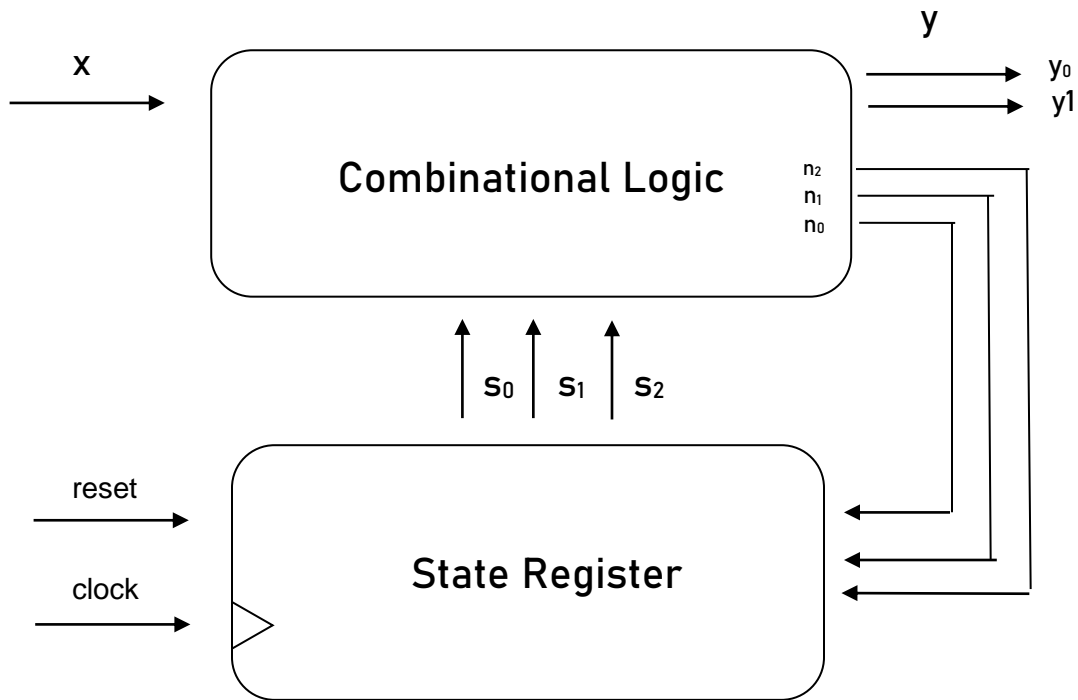 y
x
y₀
y1
Combinational Logic
n₂
n₁
n₀
s₀ s₁ s₂
reset
clock
State Register